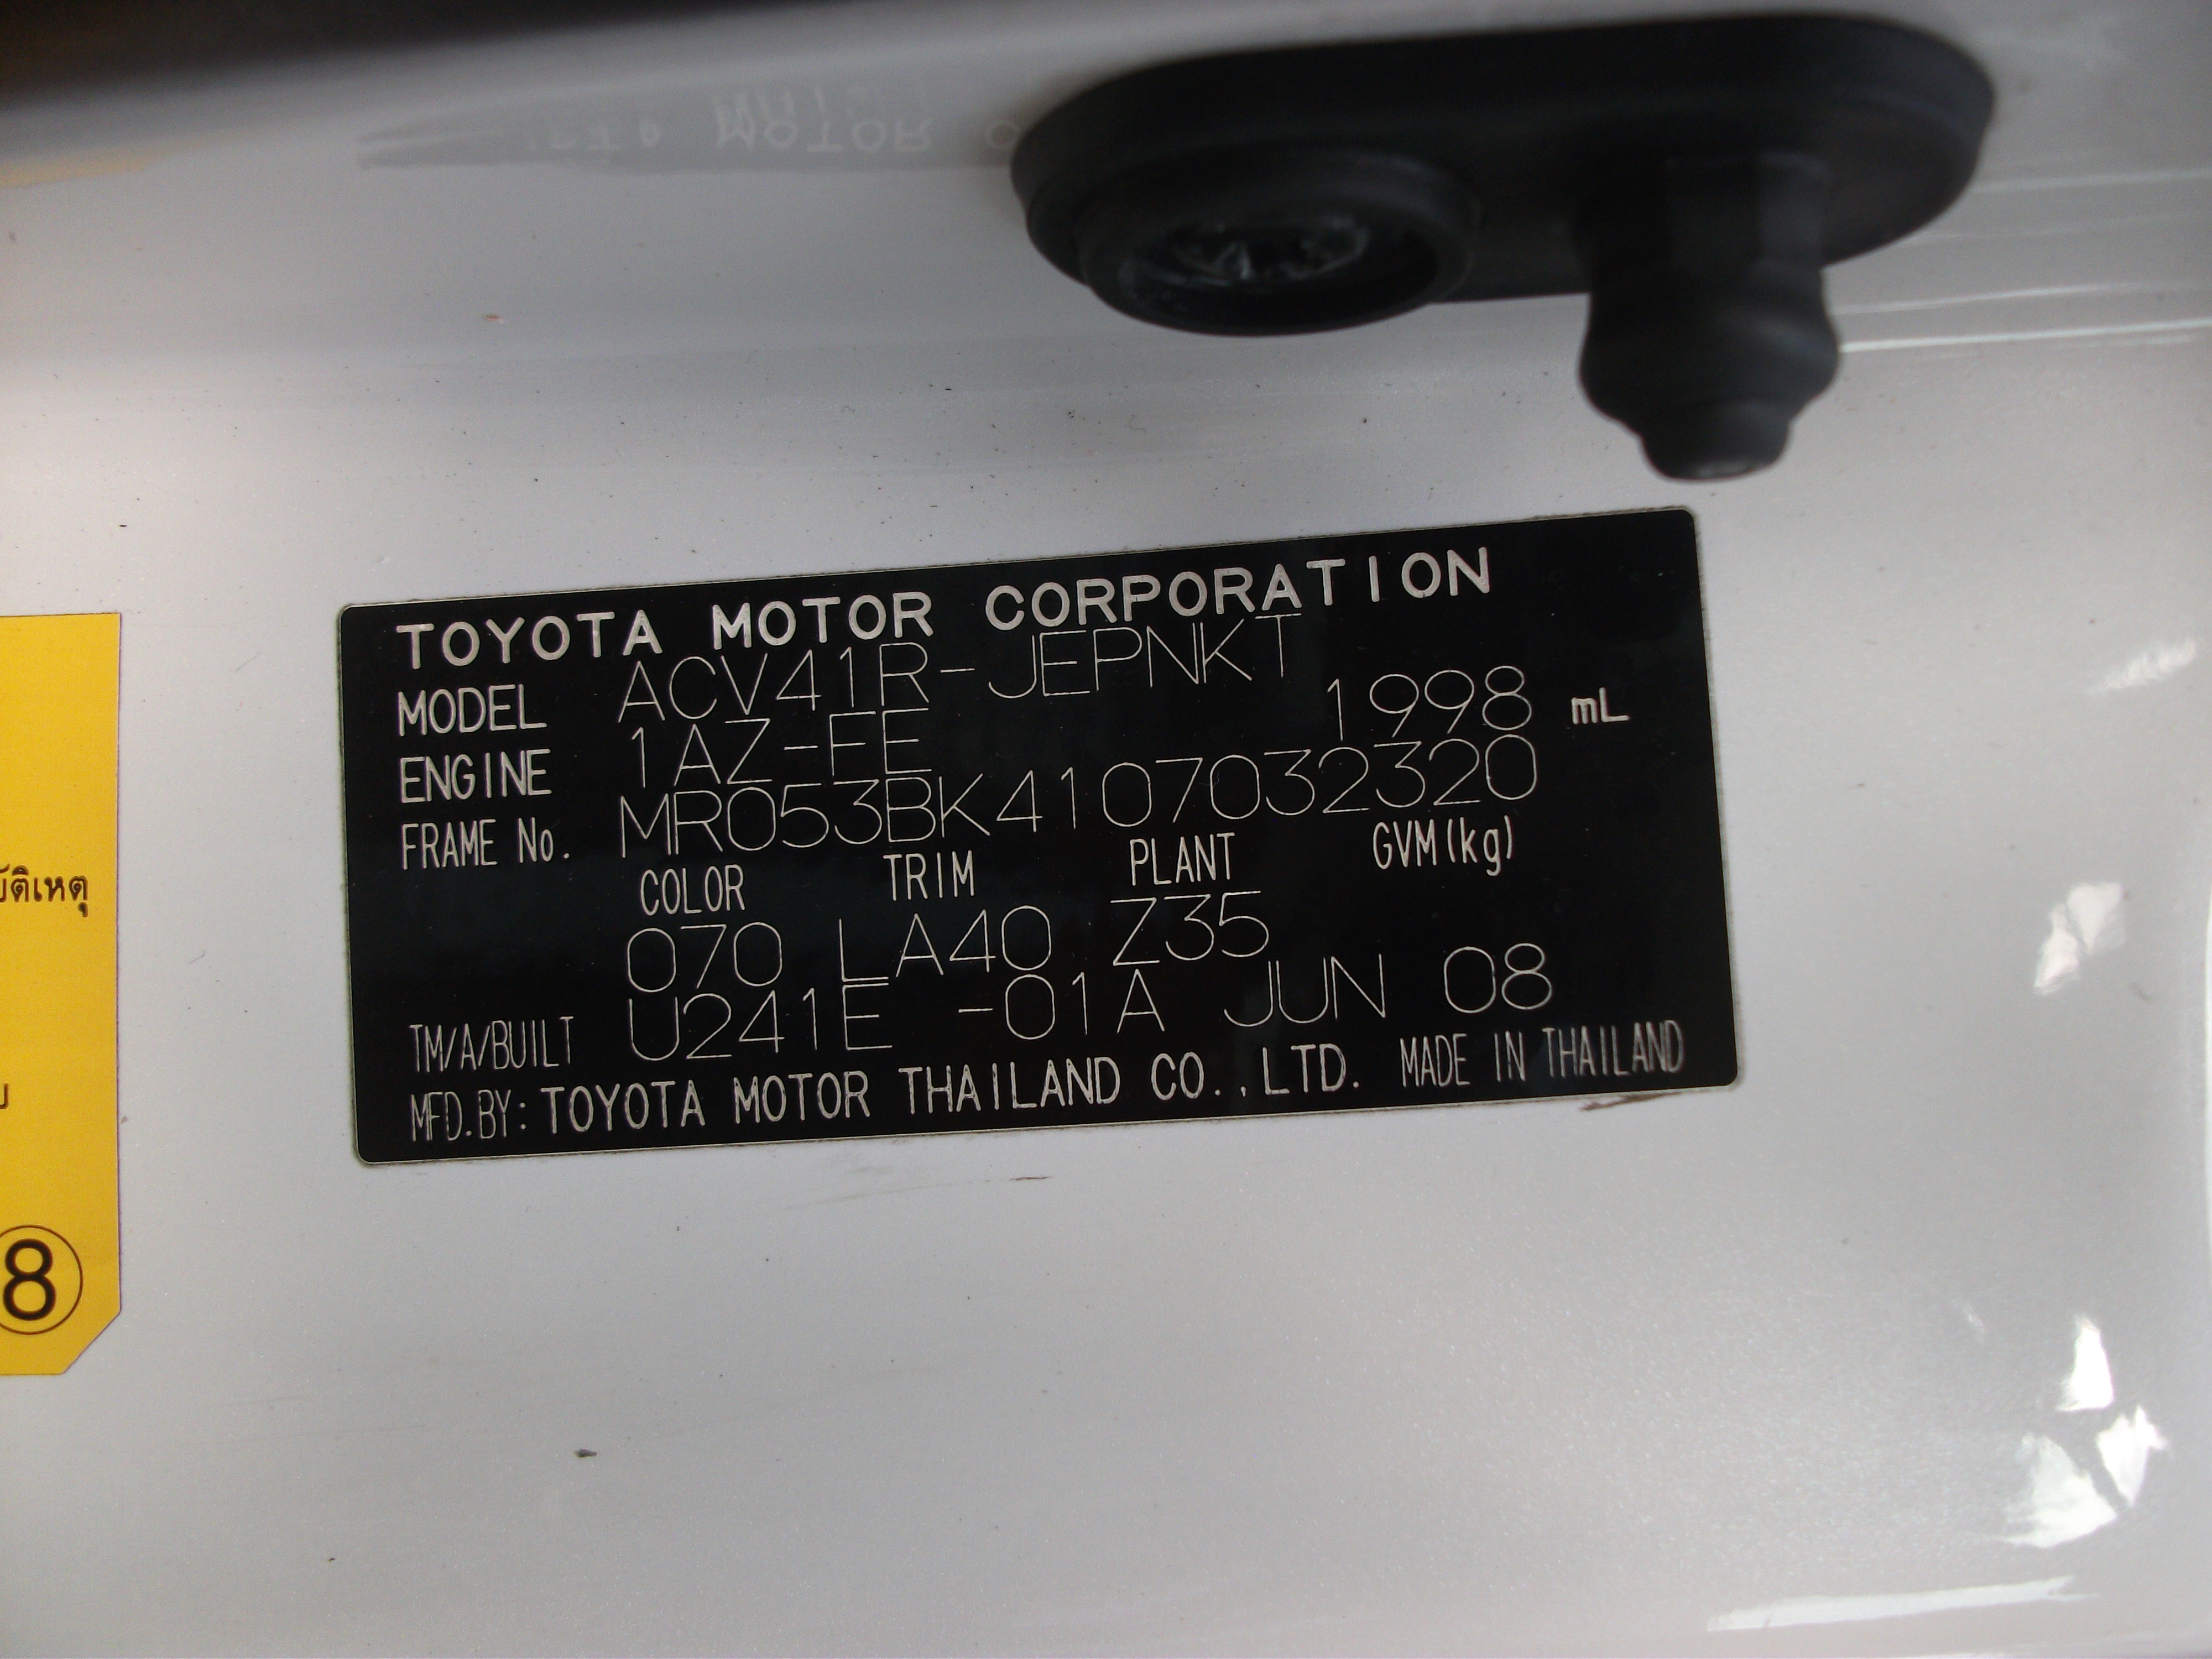 TOYOTA MOTOR CORPORATION
MODEL ACV41R-JEPNKT
ENGINE 1AZ-FE 1998 mL
FRAME No. MR053BK4107032320
COLOR TRIM PLANT GVM(kg)
070 LA40 Z35
TM/A/BUILT U241E -01A JUN 08
MFD.BY: TOYOTA MOTOR THAILAND CO.,LTD. MADE IN THAILAND
8